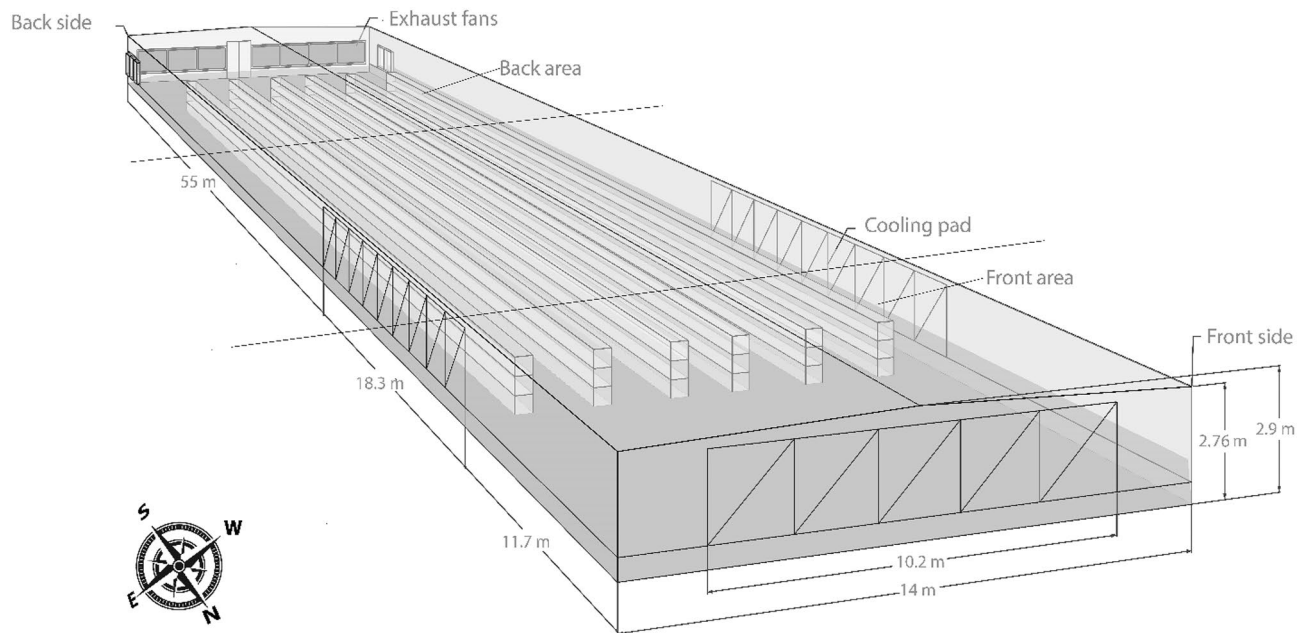 Back side
Exhaust fans
Back area
55 m
Cooling pad
Front area
Front side
18.3 m
2.76 m
2.9 m
11.7 m
10.2 m
14 m
S
W
E
N